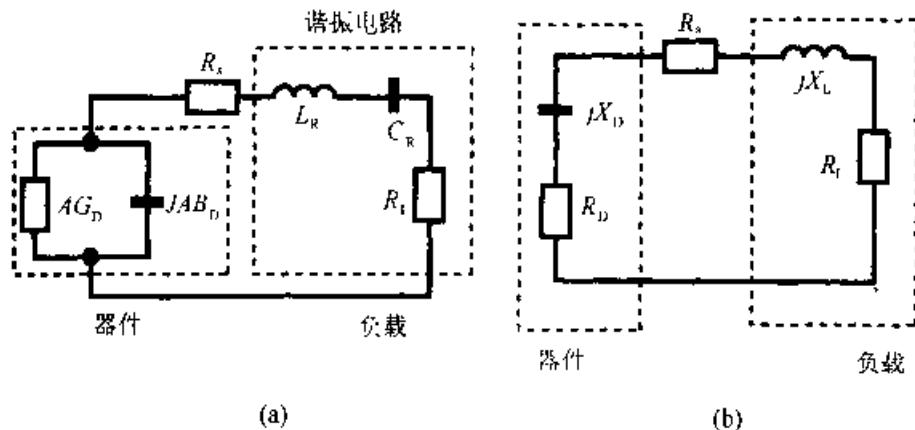 谐振电路
R_s
L_R
C_R
AG_D
jAB_D
R_L
器件
负载
(a)
R_s
jX_D
jX_L
R_D
R_L
器件
负载
(b)